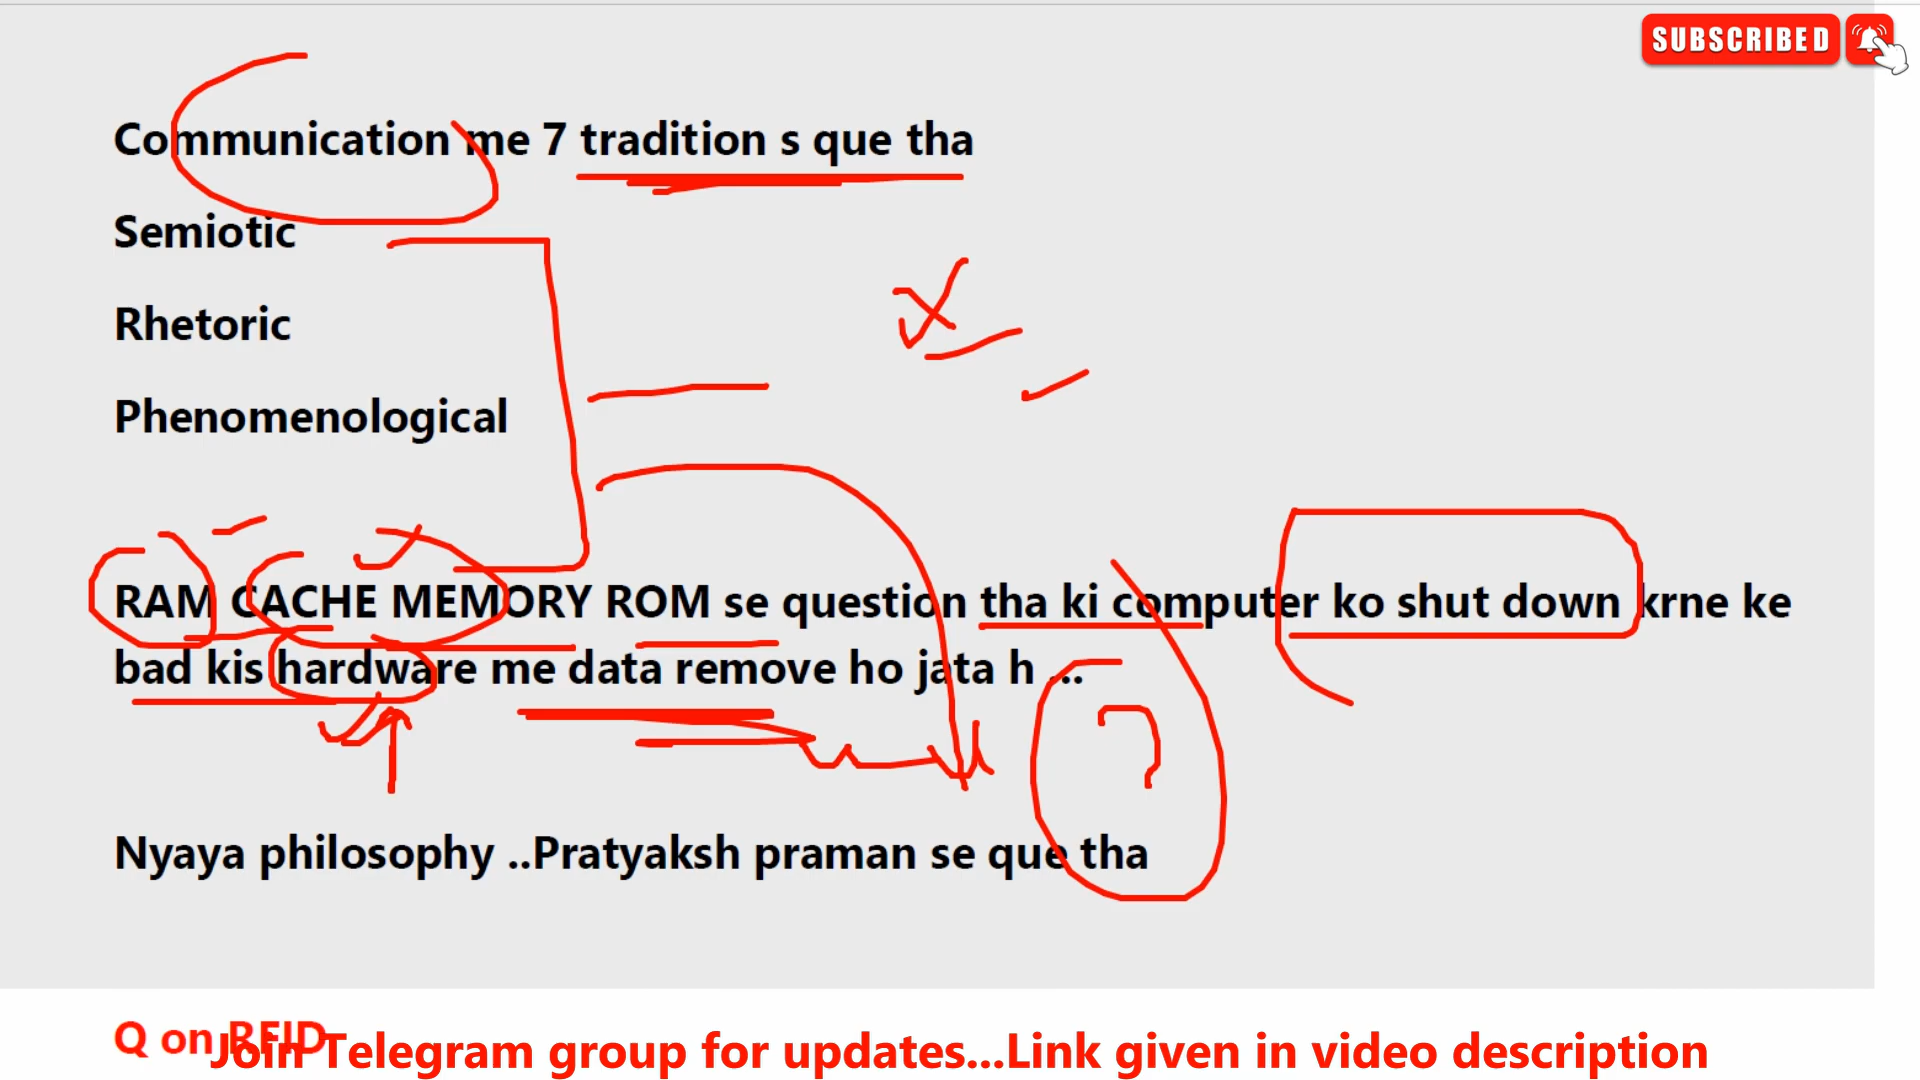 SUBSCRIBED
Communication me 7 tradition s que tha
Semiotic
Rhetoric
Phenomenological
RAM CACHE MEMORY ROM se question tha ki computer ko shut down krne ke
bad kis hardware me data remove ho jata h ...
?
Nyaya philosophy ..Pratyaksh praman se que tha
Q on RFID
Join Telegram group for updates...Link given in video description